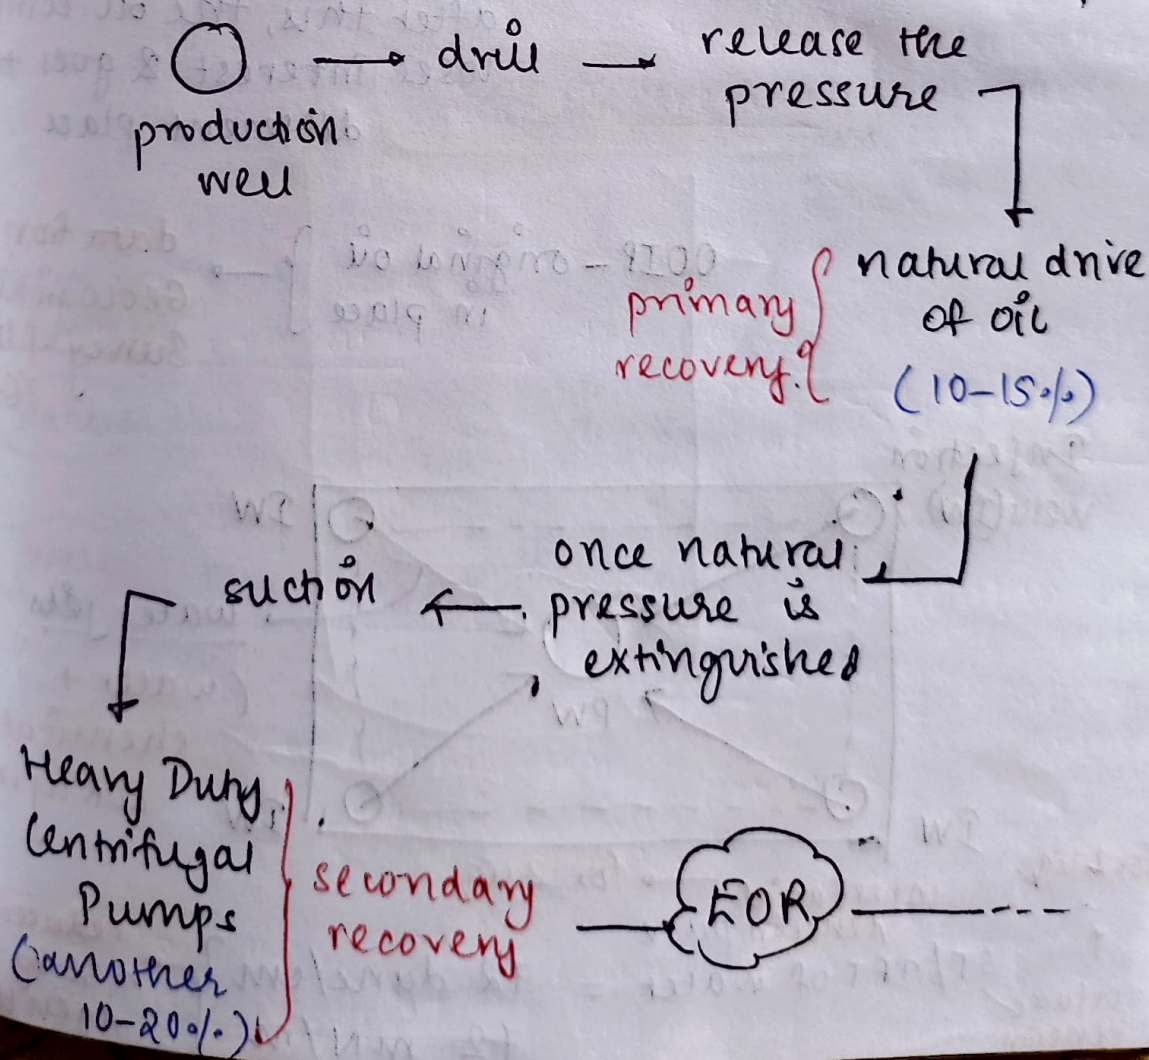 production
well
drill
release the
pressure
natural drive
of oil
(10-15%)
primary
recovery.
once natural
pressure is
extinguished
suction
Heavy Duty
Centrifugal
Pumps
(another
10-20%)
secondary
recovery
EOR